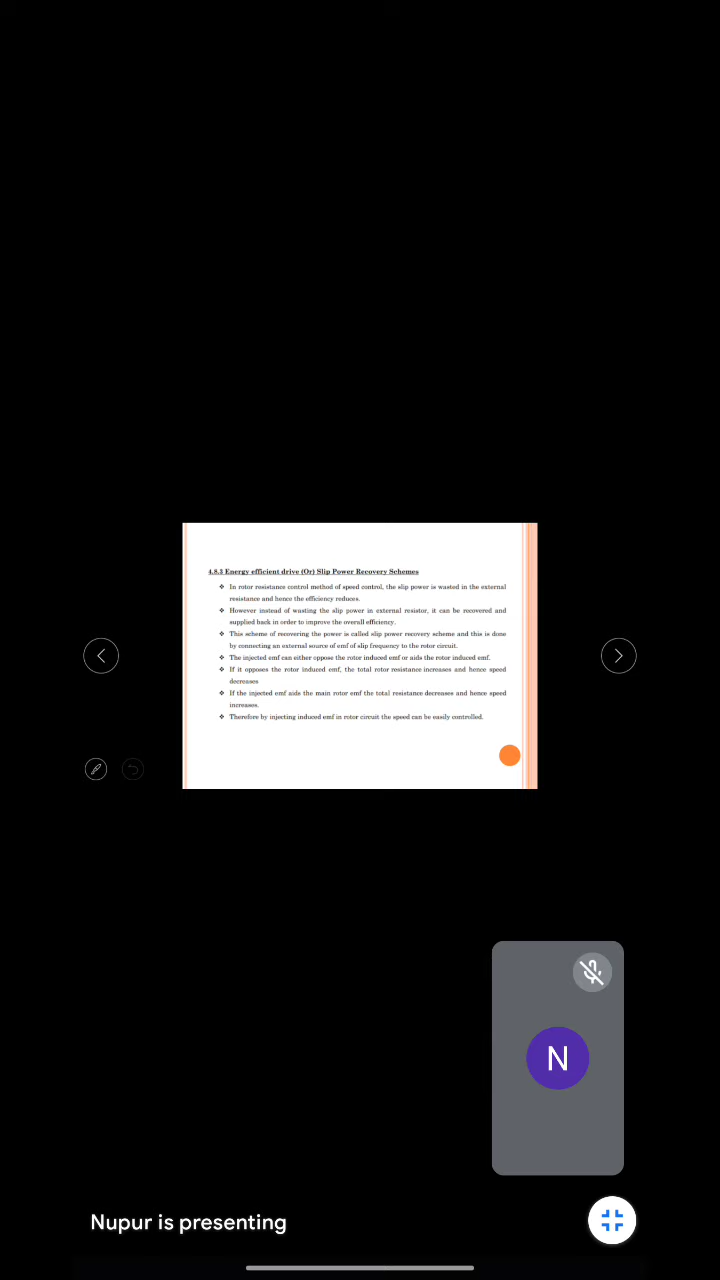 4.8.3 Energy efficient drive (Or) Slip Power Recovery Schemes
❖ In rotor resistance control method of speed control, the slip power is wasted in the external
resistance and hence the efficiency reduces.
❖ However instead of wasting the slip power in external resistor, it can be recovered and
supplied back in order to improve the overall efficiency.
❖ This scheme of recovering the power is called slip power recovery scheme and this is done
by connecting an external source of emf of slip frequency to the rotor circuit.
❖ The injected emf can either oppose the rotor induced emf or aids the rotor induced emf.
❖ If it opposes the rotor induced emf, the total rotor resistance increases and hence speed
decreases
❖ If the injected emf aids the main rotor emf the total resistance decreases and hence speed
increases.
❖ Therefore by injecting induced emf in rotor circuit the speed can be easily controlled.
N
Nupur is presenting